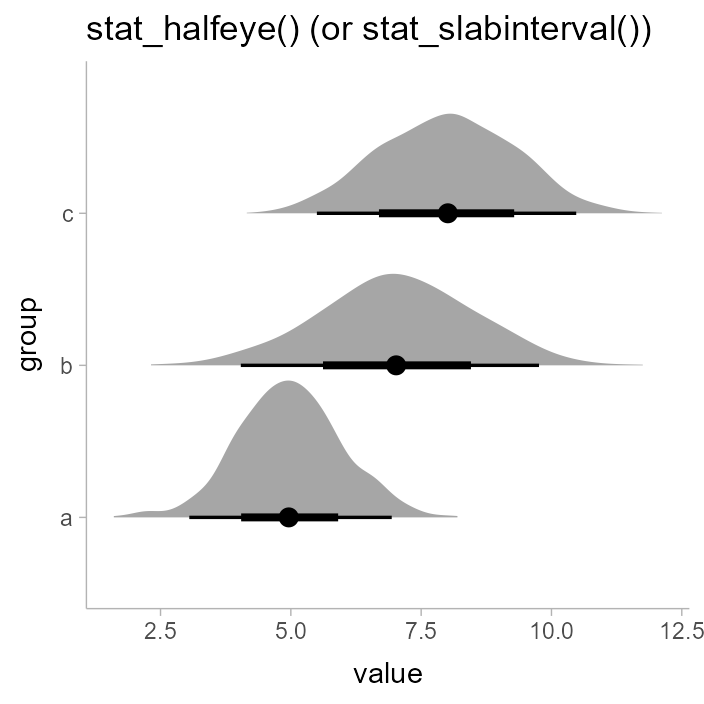 stat_halfeye() (or stat_slabinterval())
c
b
a
group
2.5 5.0 7.5 10.0 12.5
value